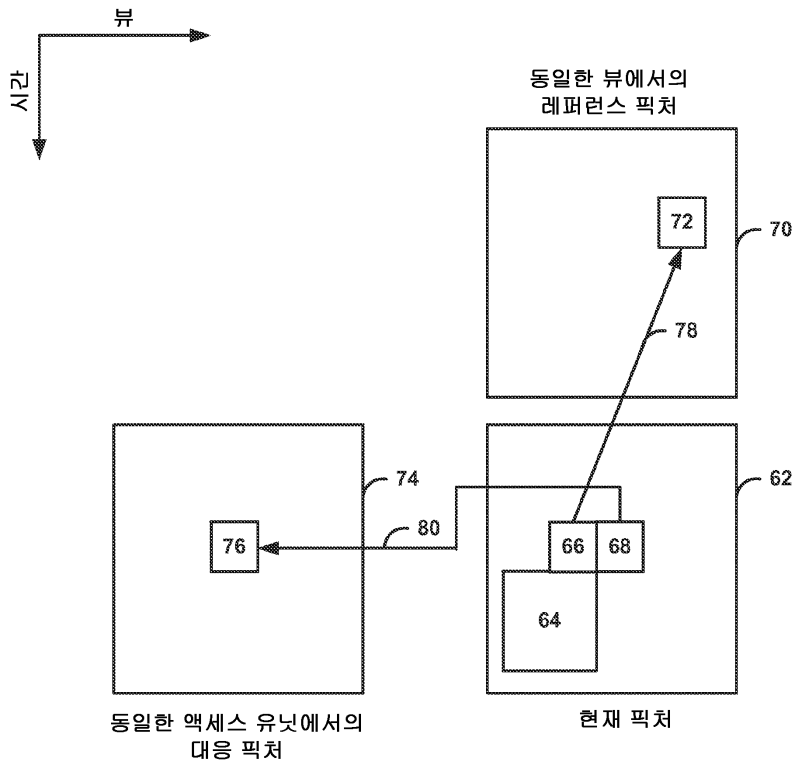 뷰
시간
동일한 뷰에서의
레퍼런스 픽처
72
70
78
74
62
80
76
66
68
64
동일한 액세스 유닛에서의
대응 픽처
현재 픽처